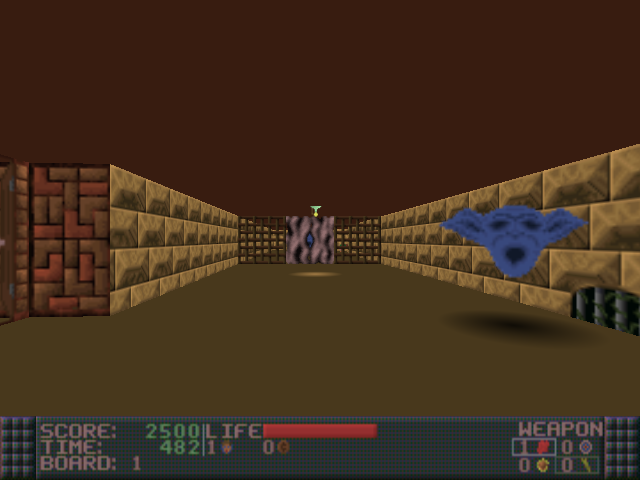 SCORE: 2500 LIFE WEAPON
TIME: 482 1 0 1 0
BOARD: 1 0 0